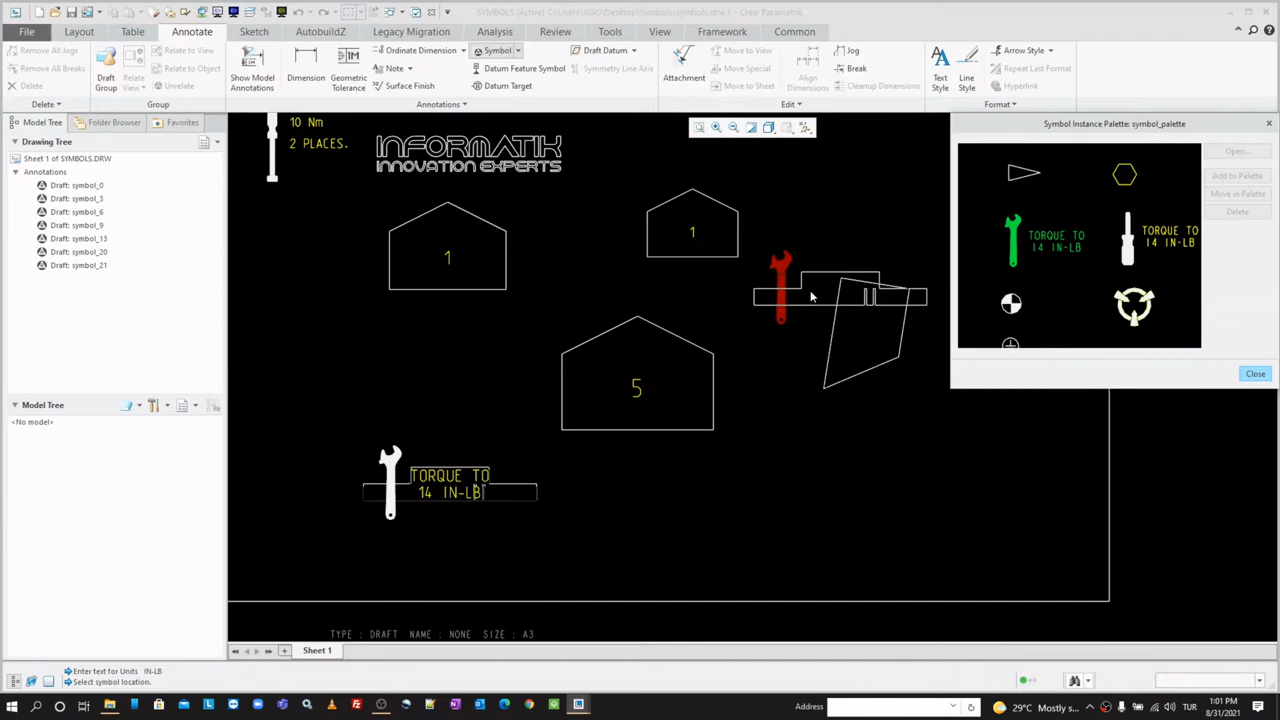 SYMBOLS (Active) C:\Users\AGO\Desktop\Symbols\symbols.drw.1 - Creo Parametric
File
Layout
Table
Annotate
Sketch
AutobuildZ
Legacy Migration
Analysis
Review
Tools
View
Framework
Common
Remove All Jogs
Remove All Breaks
Delete
Delete
Draft Group
Relate View
Relate to View
Relate to Object
Unrelate
Group
Show Model Annotations
Dimension
Geometric Tolerance
Ordinate Dimension
Note
Surface Finish
Symbol
Datum Feature Symbol
Datum Target
Draft Datum
Symmetry Line Axis
Annotations
Attachment
Move to View
Move Special
Move to Sheet
Align Dimensions
Jog
Break
Cleanup Dimensions
Edit
Text Style
Line Style
Arrow Style
Repeat Last Format
Hyperlink
Format
Model Tree
Folder Browser
Favorites
Drawing Tree
Sheet 1 of SYMBOLS.DRW
Annotations
Draft: symbol_0
Draft: symbol_3
Draft: symbol_6
Draft: symbol_9
Draft: symbol_13
Draft: symbol_20
Draft: symbol_21
Model Tree
<No model>
10 Nm
2 PLACES.
INFORMATIK
INNOVATION EXPERTS
1
1
5
TORQUE TO
14 IN-LB
Symbol Instance Palette: symbol_palette
Open...
Add to Palette
Move in Palette
Delete
TORQUE TO
14 IN-LB
TORQUE TO
14 IN-LB
Close
TYPE : DRAFT NAME : NONE SIZE : A3
Sheet 1
Enter text for Units IN-LB
Select symbol location.
Address
29°C Mostly s...
TUR
1:01 PM
8/31/2021